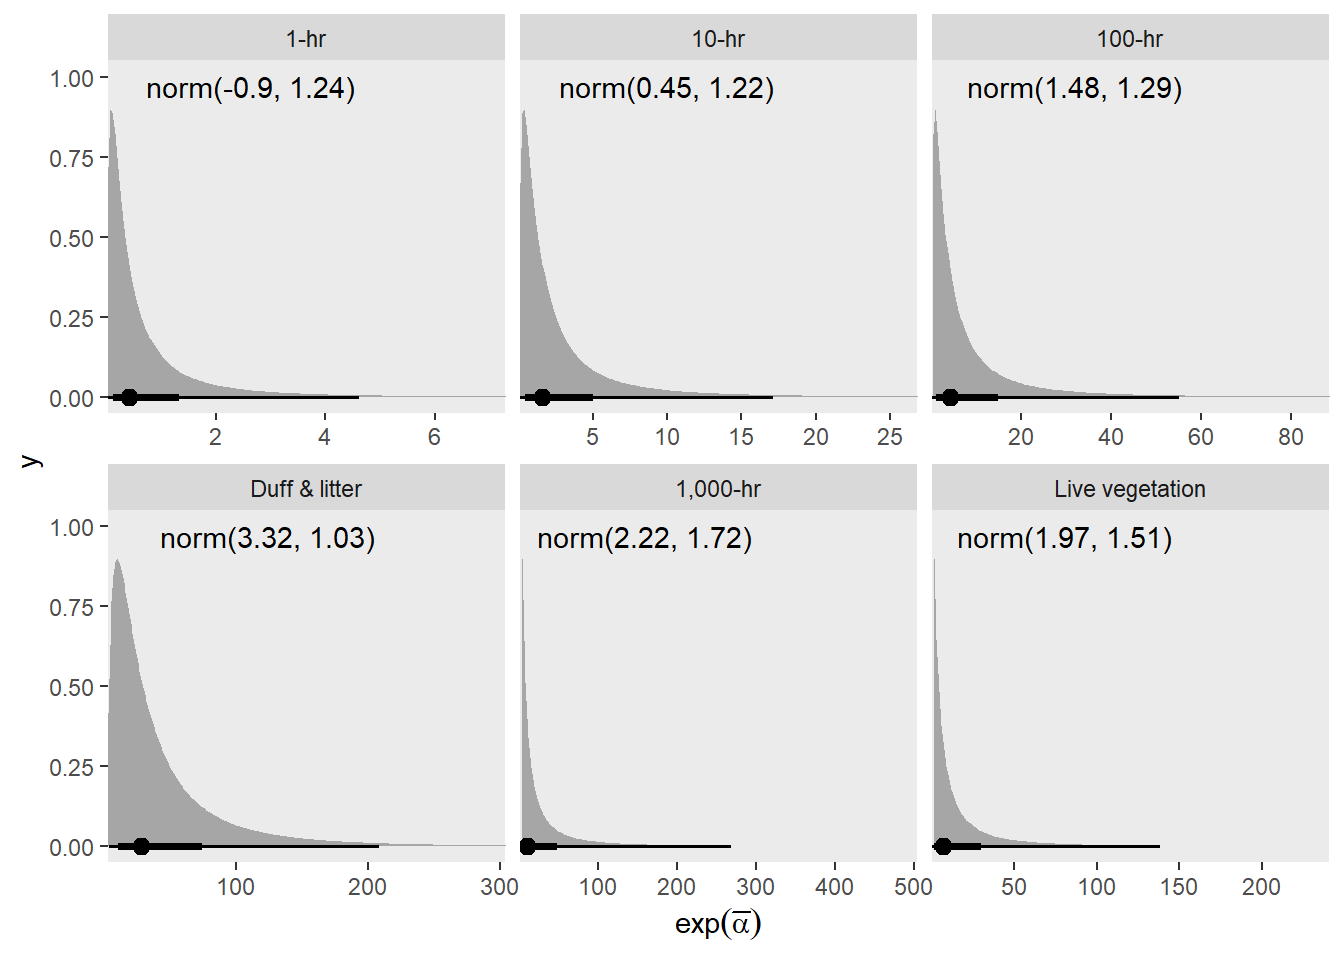 1-hr 10-hr 100-hr
norm(-0.9, 1.24) norm(0.45, 1.22) norm(1.48, 1.29)
1.00
0.75
0.50
0.25
0.00
2 4 6 5 10 15 20 25 20 40 60 80
y
Duff & litter 1,000-hr Live vegetation
norm(3.32, 1.03) norm(2.22, 1.72) norm(1.97, 1.51)
1.00
0.75
0.50
0.25
0.00
100 200 300 100 200 300 400 500 50 100 150 200
exp(α̅)